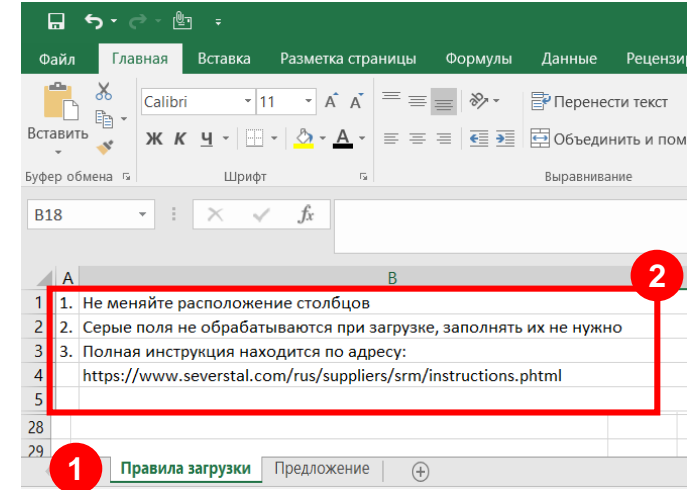 Файл Главная Вставка Разметка страницы Формулы Данные Рецензи
Calibri 11 A A Перенести текст
Вставить Ж К Ч A Объединить и пом
Буфер обмена Шрифт Выравнивание
B18 fx
2
A B
1 1. Не меняйте расположение столбцов
2 2. Серые поля не обрабатываются при загрузке, заполнять их не нужно
3 3. Полная инструкция находится по адресу:
4 https://www.severstal.com/rus/suppliers/srm/instructions.phtml
5
28
29
1 Правила загрузки Предложение